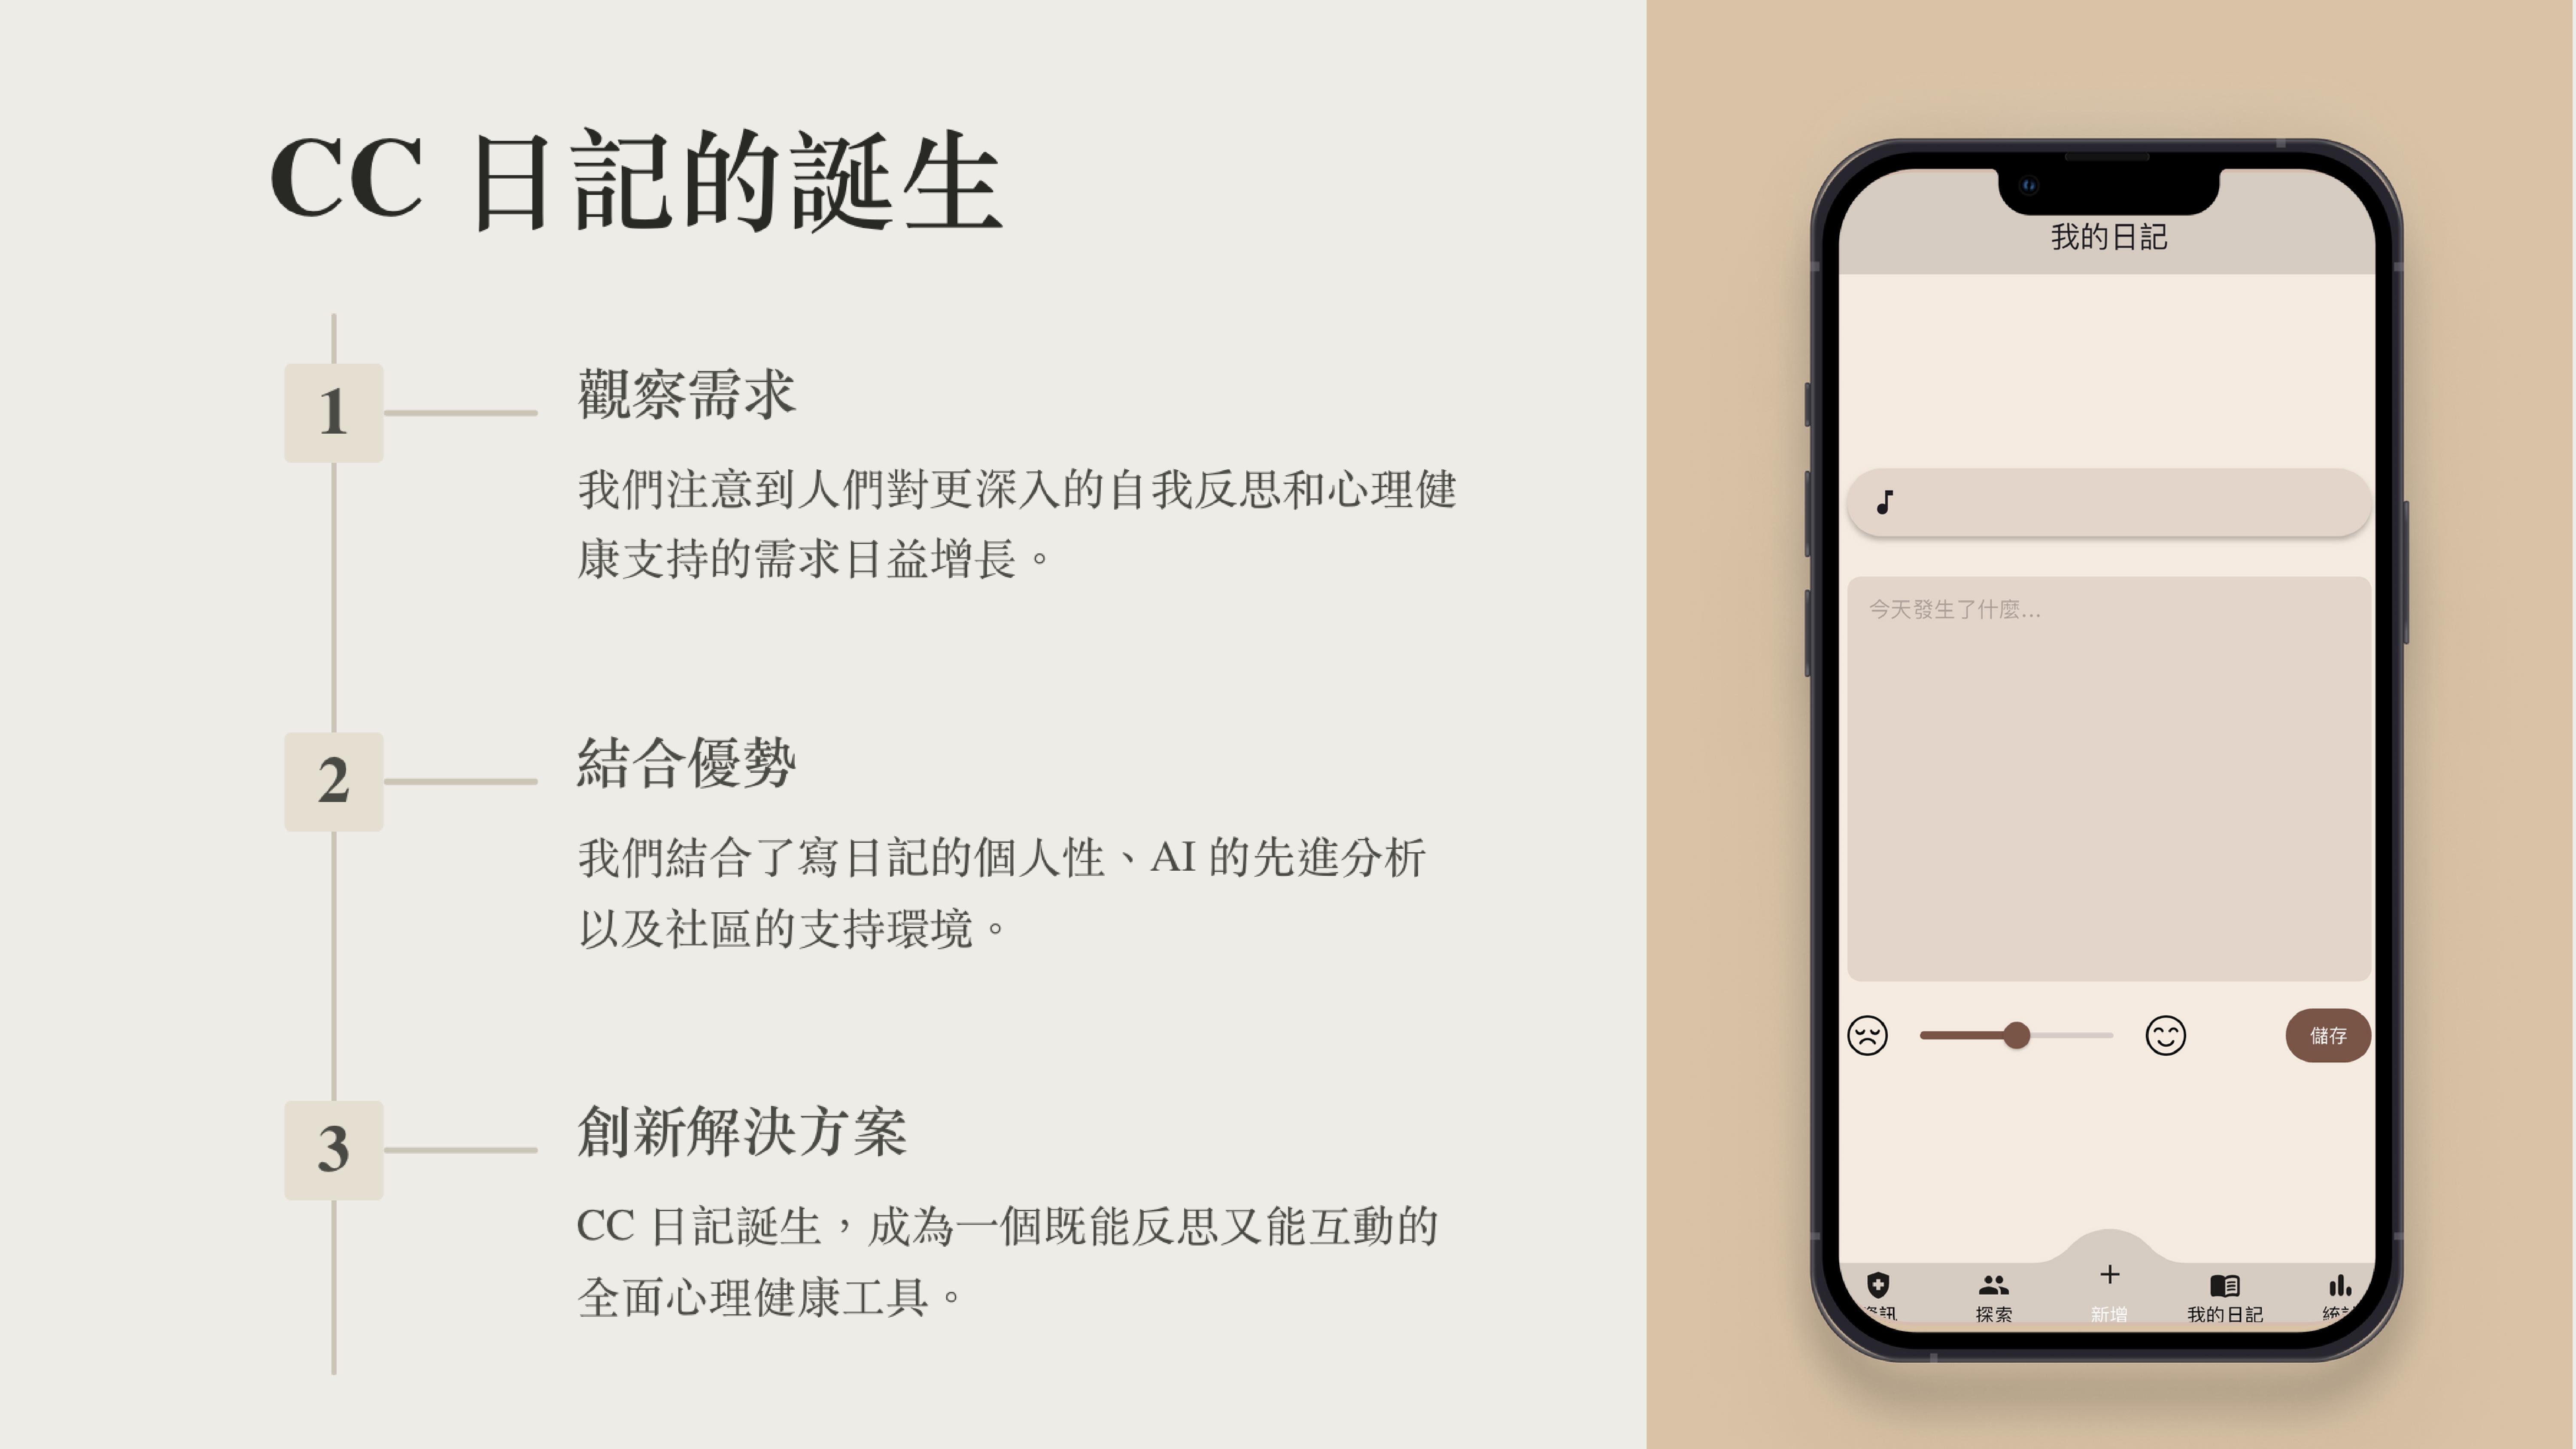 CC 日記的誕生
1
觀察需求
我們注意到人們對更深入的自我反思和心理健
康支持的需求日益增長。
2
結合優勢
我們結合了寫日記的個人性、AI 的先進分析
以及社區的支持環境。
3
創新解決方案
CC 日記誕生，成為一個既能反思又能互動的
全面心理健康工具。
我的日記
今天發生了什麼...
儲存
探索
新增
我的日記